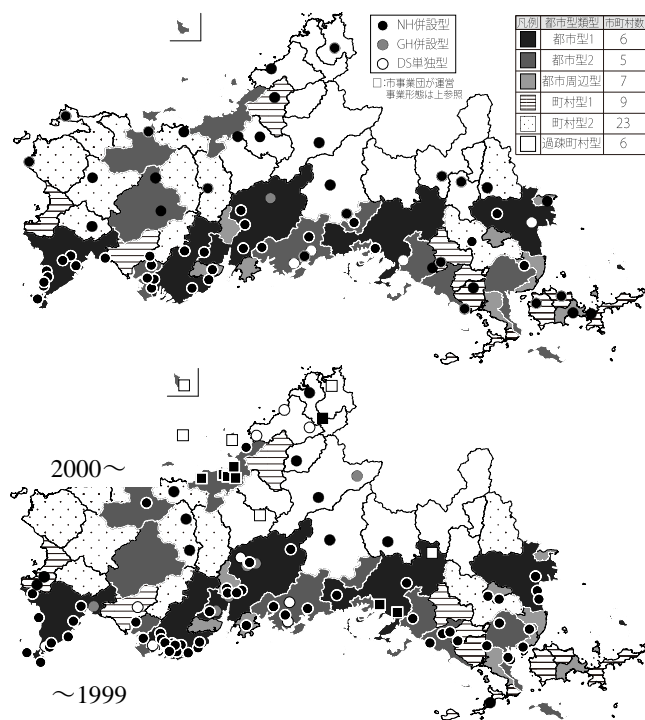 NH併設型
GH併設型
DS単独型
□:市事業団が運営
事業形態は上参照
凡例 都市型類型 市町村数
都市型1 6
都市型2 5
都市周辺型 7
町村型1 9
町村型2 23
過疎町村型 6
2000～
～1999